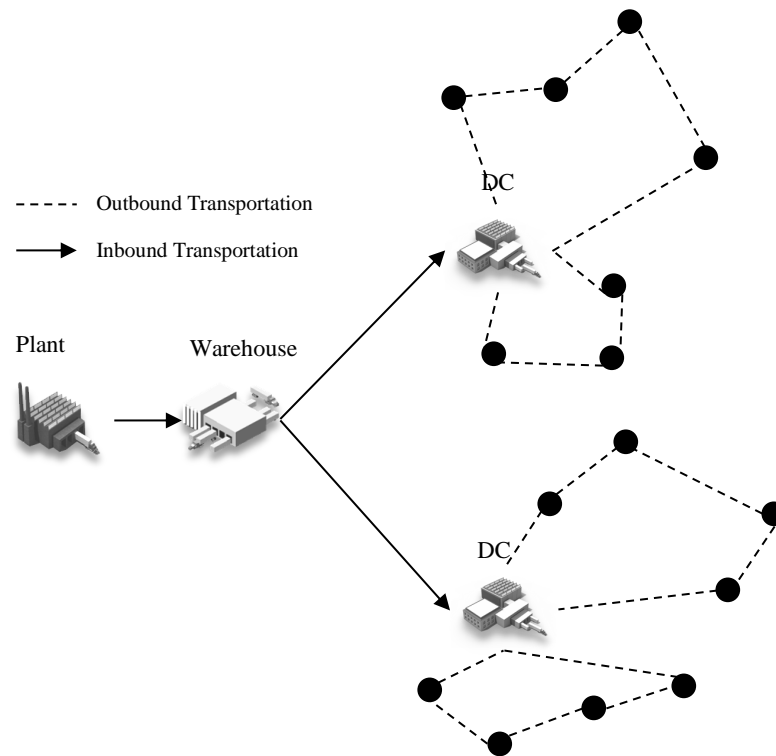 DC
Outbound Transportation
Inbound Transportation
Plant
Warehouse
DC